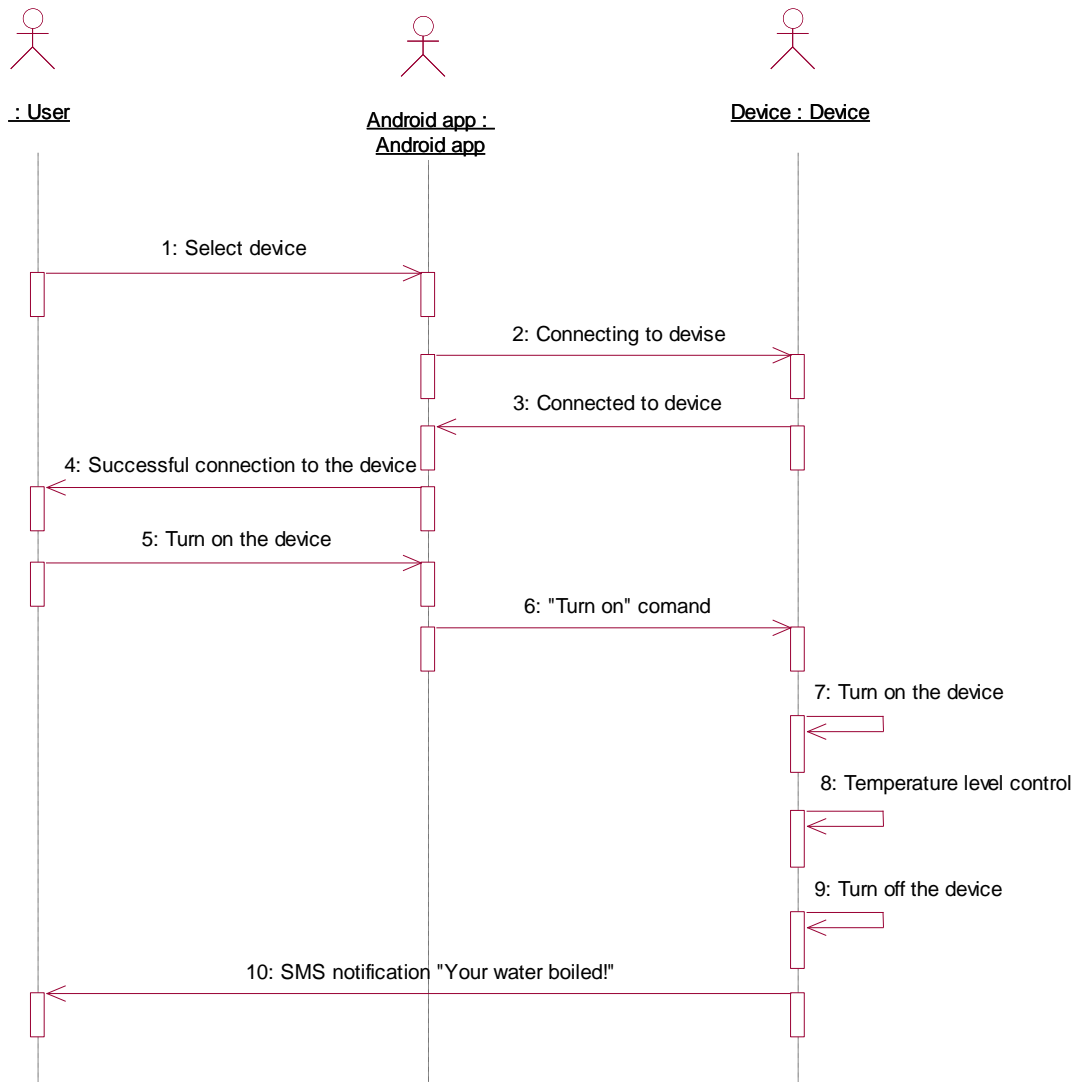 : User
Android app :
Android app
Device : Device
1: Select device
2: Connecting to devise
3: Connected to device
4: Successful connection to the device
5: Turn on the device
6: "Turn on" comand
7: Turn on the device
8: Temperature level control
9: Turn off the device
10: SMS notification "Your water boiled!"